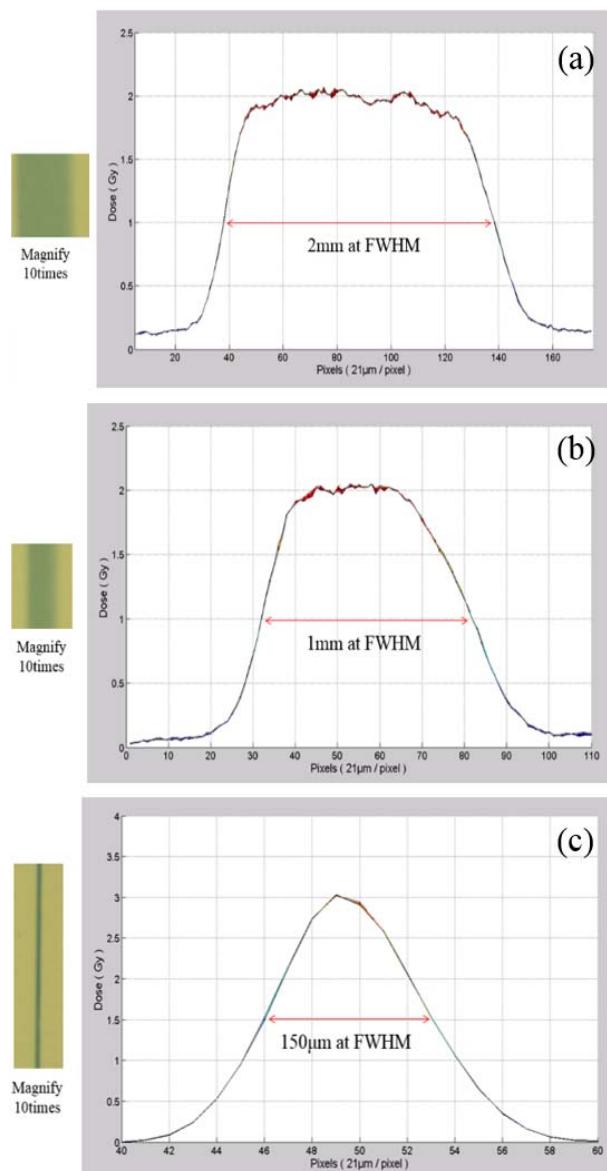 (a)
2.5
2
1.5
1
0.5
0
Dose ( Gy )
2mm at FWHM
20 40 60 80 100 120 140 160
Pixels ( 21µm / pixel )
Magnify
10times
(b)
2.5
2
1.5
1
0.5
0
Dose ( Gy )
1mm at FWHM
0 10 20 30 40 50 60 70 80 90 100 110
Pixels ( 21µm / pixel )
Magnify
10times
(c)
4
3.5
3
2.5
2
1.5
1
0.5
0
Dose ( Gy )
150µm at FWHM
40 42 44 46 48 50 52 54 56 58 60
Pixels ( 21µm / pixel )
Magnify
10times